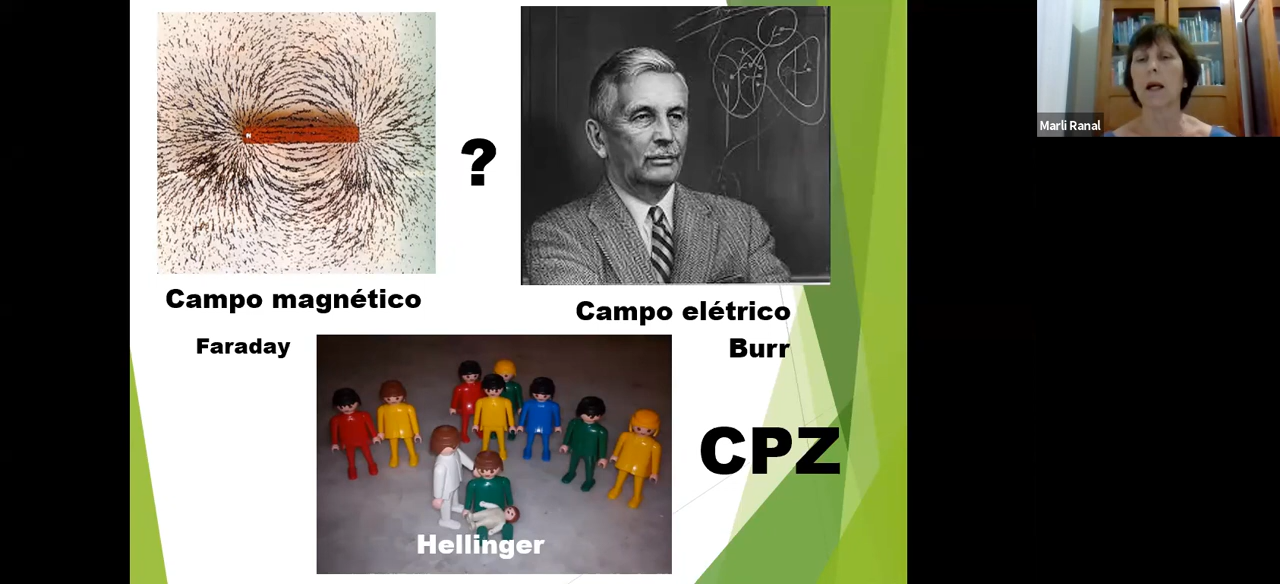 N
?
Campo magnético
Faraday
Campo elétrico
Burr
CPZ
Hellinger
Marli Ranal